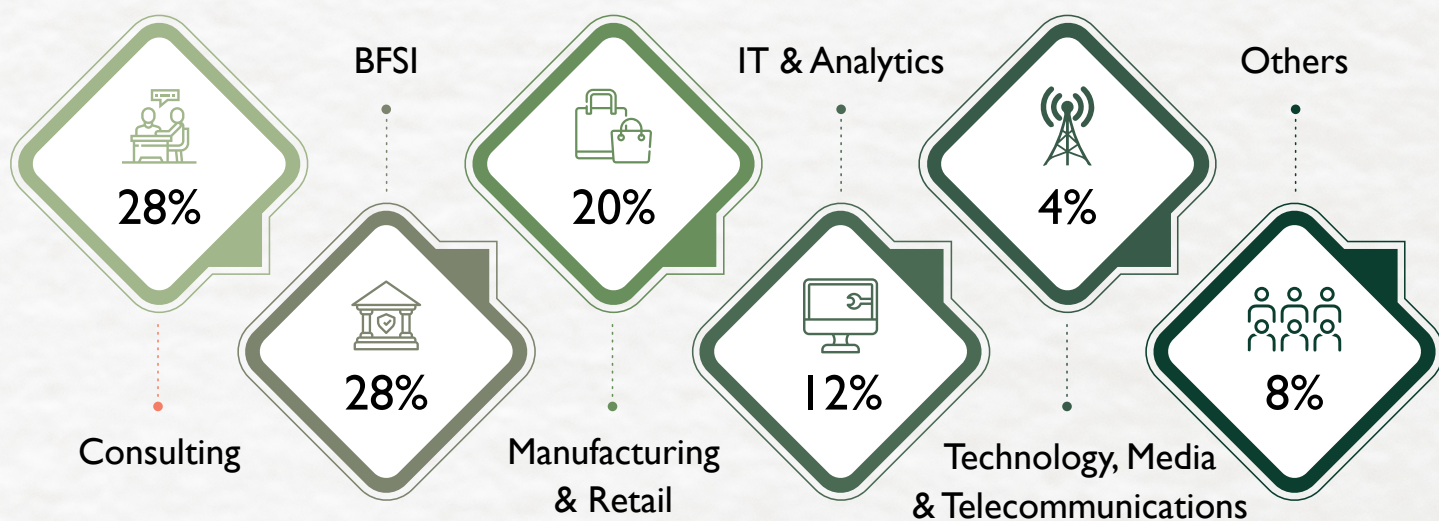 BFSI
IT & Analytics
Others
28%
20%
4%
28%
12%
8%
Consulting
Manufacturing
& Retail
Technology, Media
& Telecommunications